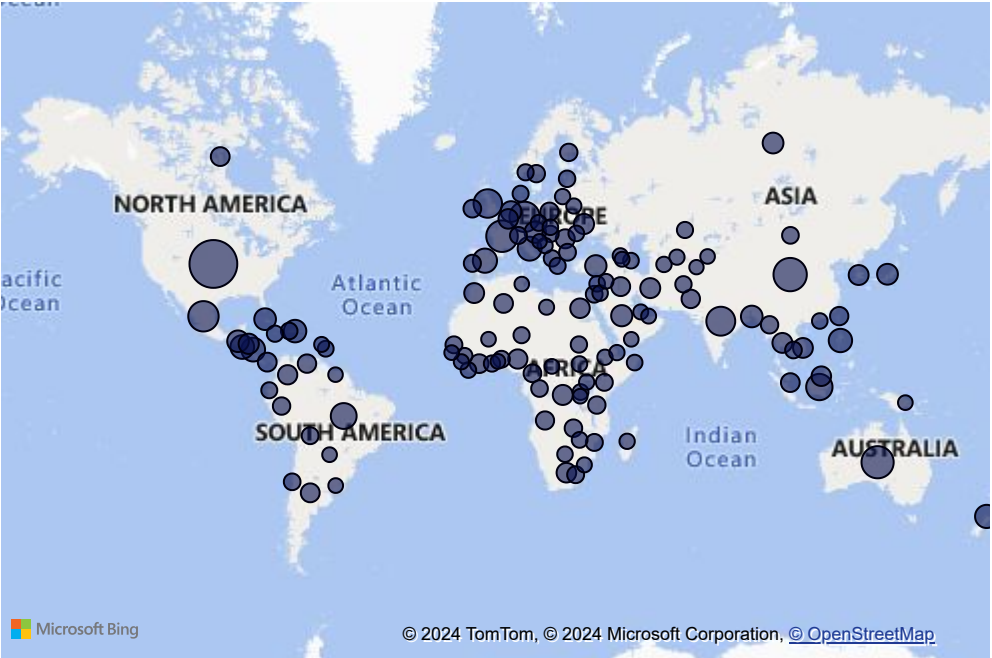 NORTH AMERICA
ASIA
EUROPE
Atlantic
Ocean
Ocean
AFRICA
SOUTH AMERICA
Indian
Ocean
AUSTRALIA
Microsoft Bing
© 2024 TomTom, © 2024 Microsoft Corporation, © OpenStreetMap